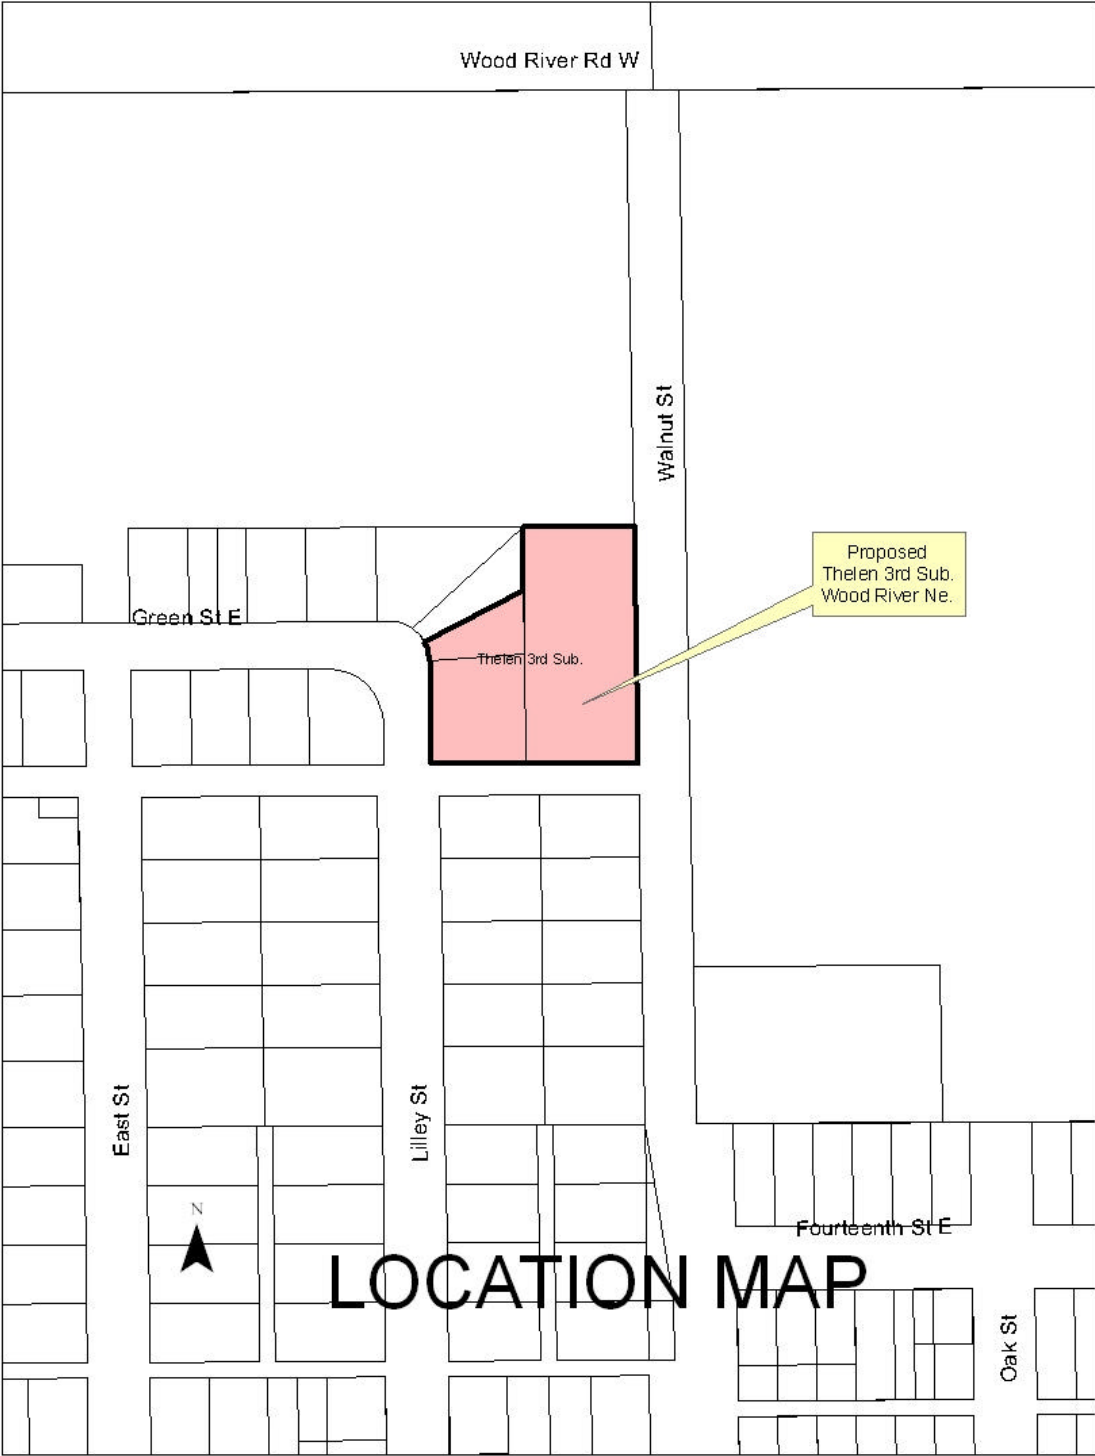 Wood River Rd W
Walnut St
Proposed
Thelen 3rd Sub.
Wood River Ne.
Green St E
Thelen 3rd Sub.
East St
Lilley St
N
Fourteenth St E
LOCATION MAP
Oak St